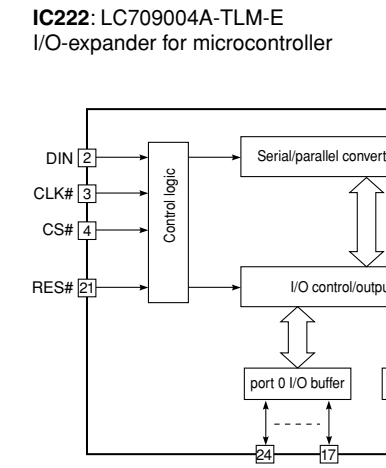 IC222: LC709004A-TLM-E
I/O-expander for microcontroller
DIN 2
CLK# 3
CS# 4
RES# 21
Control logic
Serial/parallel convert
I/O control/outpu
port 0 I/O buffer
24 17